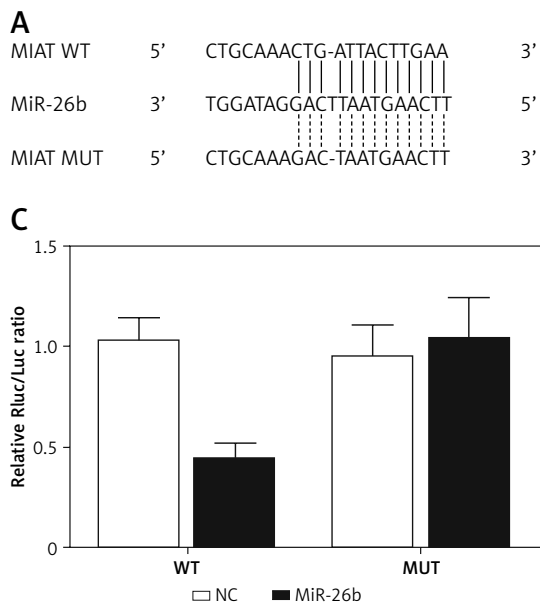 A
MIAT WT 5’ CTGCAAACTG-ATTACTTGAA 3’
MiR-26b 3’ TGGATAGGACTTAATGAACTT 5’
MIAT MUT 5’ CTGCAAAGAC-TAATGAACTT 3’
C
Relative Rluc/Luc ratio
1.5
1.0
0.5
0
WT MUT
NC MiR-26b